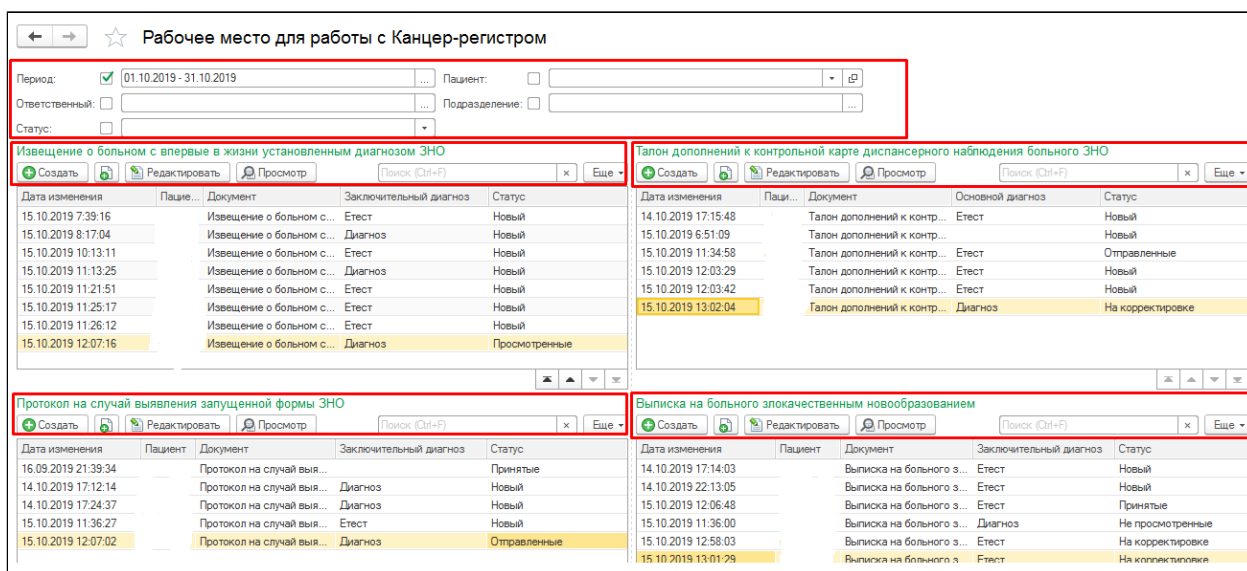 Рабочее место для работы с Канцер-регистром
Период: 01.10.2019 - 31.10.2019 ... Пациент:
Ответственный: ... Подразделение: ...
Статус:
Извещение о больном с впервые в жизни установленным диагнозом ЗНО
Создать Редактировать Просмотр Поиск (Ctrl+F) × Еще
Дата изменения Пацие... Документ Заключительный диагноз Статус
15.10.2019 7:39:16 Извещение о больном с... Етест Новый
15.10.2019 8:17:04 Извещение о больном с... Диагноз Новый
15.10.2019 10:13:11 Извещение о больном с... Етест Новый
15.10.2019 11:13:25 Извещение о больном с... Диагноз Новый
15.10.2019 11:21:51 Извещение о больном с... Етест Новый
15.10.2019 11:25:17 Извещение о больном с... Етест Новый
15.10.2019 11:26:12 Извещение о больном с... Етест Новый
15.10.2019 12:07:16 Извещение о больном с... Диагноз Просмотренные
Талон дополнений к контрольной карте диспансерного наблюдения больного ЗНО
Создать Редактировать Просмотр Поиск (Ctrl+F) × Еще
Дата изменения Паци... Документ Основной диагноз Статус
14.10.2019 17:15:48 Талон дополнений к контр... Етест Новый
15.10.2019 6:51:09 Талон дополнений к контр... Новый
15.10.2019 11:34:58 Талон дополнений к контр... Етест Отправленные
15.10.2019 12:03:29 Талон дополнений к контр... Етест Новый
15.10.2019 12:03:42 Талон дополнений к контр... Етест Новый
15.10.2019 13:02:04 Талон дополнений к контр... Диагноз На корректировке
Протокол на случай выявления запущенной формы ЗНО
Создать Редактировать Просмотр Поиск (Ctrl+F) × Еще
Дата изменения Пациент Документ Заключительный диагноз Статус
16.09.2019 21:39:34 Протокол на случай выя... Принятые
14.10.2019 17:12:14 Протокол на случай выя... Диагноз Новый
14.10.2019 17:24:37 Протокол на случай выя... Диагноз Новый
15.10.2019 11:36:27 Протокол на случай выя... Етест Новый
15.10.2019 12:07:02 Протокол на случай выя... Диагноз Отправленные
Выписка на больного злокачественным новообразованием
Создать Редактировать Просмотр Поиск (Ctrl+F) × Еще
Дата изменения Пациент Документ Заключительный диагноз Статус
14.10.2019 17:14:03 Выписка на больного з... Етест Новый
14.10.2019 22:13:05 Выписка на больного з... Етест Новый
15.10.2019 12:06:48 Выписка на больного з... Етест Принятые
15.10.2019 11:36:00 Выписка на больного з... Диагноз Не просмотренные
15.10.2019 12:58:03 Выписка на больного з... Етест На корректировке
15.10.2019 13:01:29 Выписка на больного з... Етест На корректировке